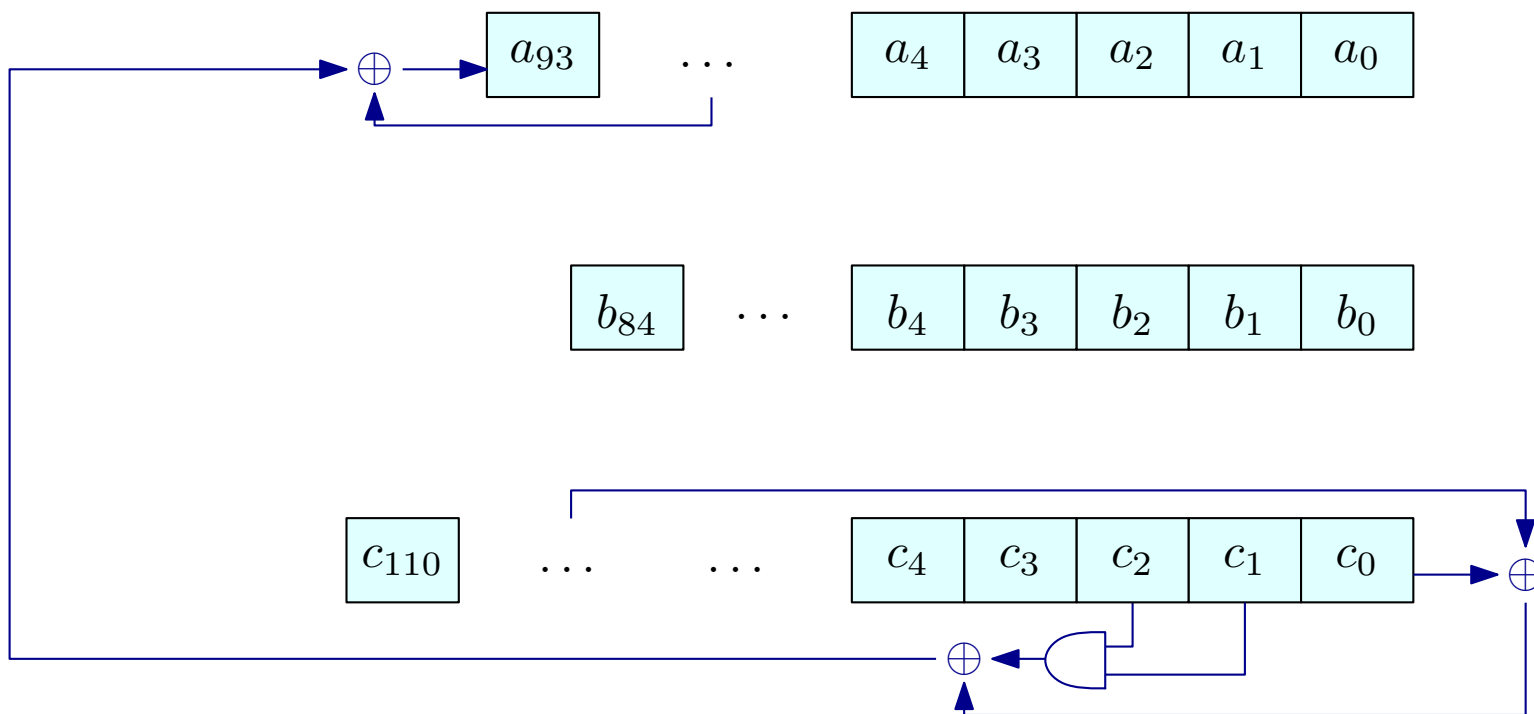 a₉₃ ... a₄ a₃ a₂ a₁ a₀
b₈₄ ... b₄ b₃ b₂ b₁ b₀
c₁₁₀ ... ... c₄ c₃ c₂ c₁ c₀